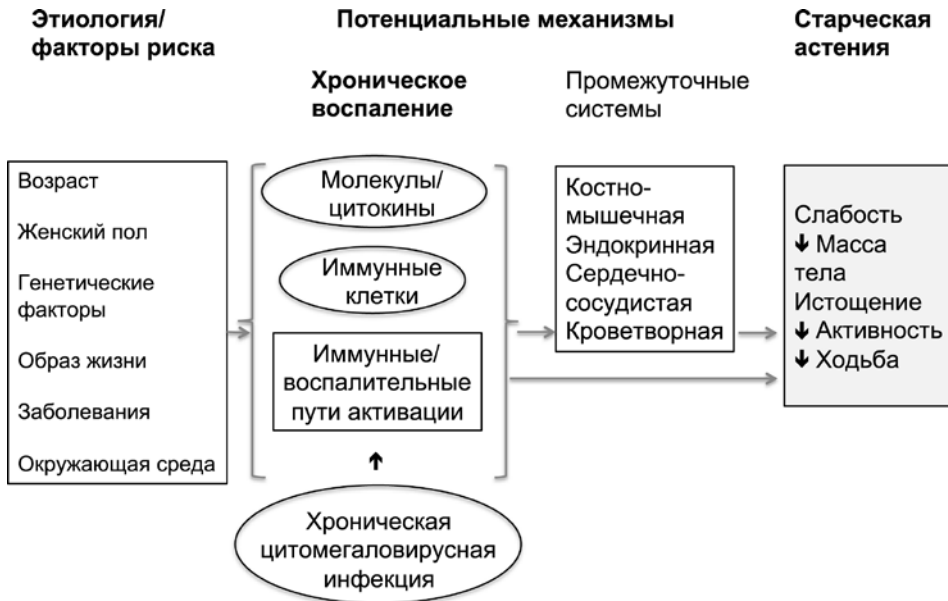 Этиология/
факторы риска
Потенциальные механизмы
Старческая
астения
Хроническое
воспаление
Промежуточные
системы
Возраст
Женский пол
Генетические
факторы
Образ жизни
Заболевания
Окружающая среда
Молекулы/
цитокины
Иммунные
клетки
Иммунные/
воспалительные
пути активации
Хроническая
цитомегаловирусная
инфекция
Костно-
мышечная
Эндокринная
Сердечно-
сосудистая
Кроветворная
Слабость
🡫 Масса
тела
Истощение
🡫 Активность
🡫 Ходьба